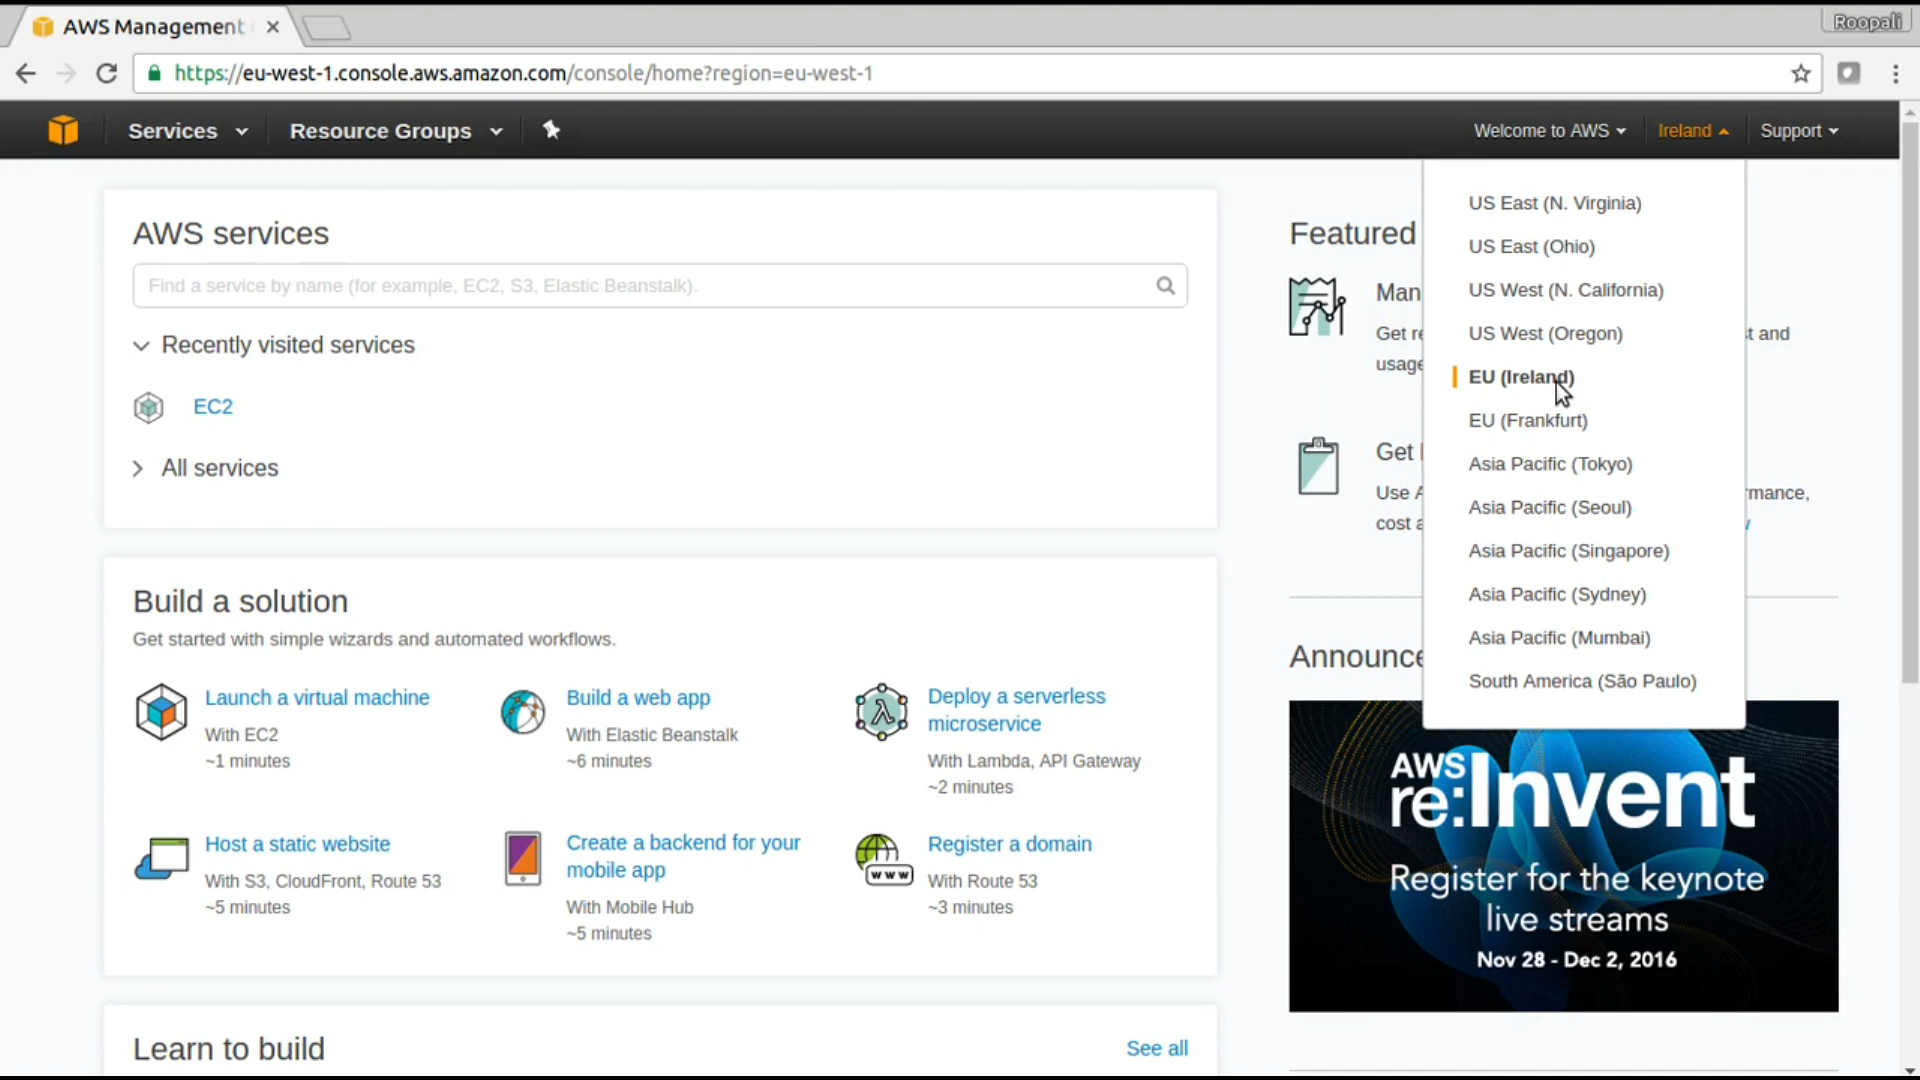 AWS Management
Roopali
https://eu-west-1.console.aws.amazon.com/console/home?region=eu-west-1
Services
Resource Groups
Welcome to AWS
Ireland
Support
AWS services
Find a service by name (for example, EC2, S3, Elastic Beanstalk).
Recently visited services
EC2
All services
Build a solution
Get started with simple wizards and automated workflows.
Launch a virtual machine
With EC2
~1 minutes
Build a web app
With Elastic Beanstalk
~6 minutes
Deploy a serverless
microservice
With Lambda, API Gateway
~2 minutes
Host a static website
With S3, CloudFront, Route 53
~5 minutes
Create a backend for your
mobile app
With Mobile Hub
~5 minutes
Register a domain
With Route 53
~3 minutes
www
Learn to build
See all
Featured
US East (N. Virginia)
US East (Ohio)
US West (N. California)
US West (Oregon)
EU (Ireland)
EU (Frankfurt)
Asia Pacific (Tokyo)
Asia Pacific (Seoul)
Asia Pacific (Singapore)
Asia Pacific (Sydney)
Asia Pacific (Mumbai)
South America (São Paulo)
Man
Get re
st and
usage
Get
Use A
rmance,
cost a
Announce
AWS
re:Invent
Register for the keynote
live streams
Nov 28 - Dec 2, 2016